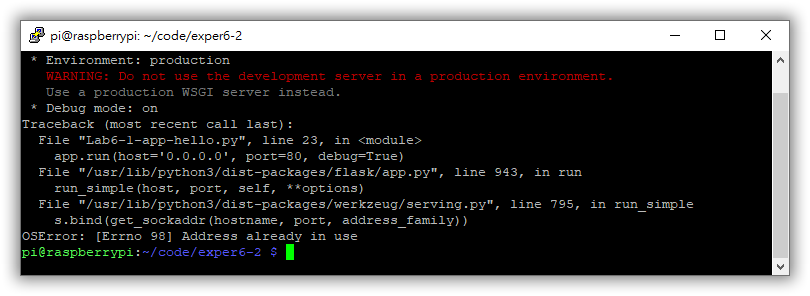 pi@raspberrypi: ~/code/exper6-2
* Environment: production
WARNING: Do not use the development server in a production environment.
Use a production WSGI server instead.
* Debug mode: on
Traceback (most recent call last):
File "Lab6-1-app-hello.py", line 23, in <module>
app.run(host='0.0.0.0', port=80, debug=True)
File "/usr/lib/python3/dist-packages/flask/app.py", line 943, in run
run_simple(host, port, self, **options)
File "/usr/lib/python3/dist-packages/werkzeug/serving.py", line 795, in run_simple
s.bind(get_sockaddr(hostname, port, address_family))
OSError: [Errno 98] Address already in use
pi@raspberrypi:~/code/exper6-2 $